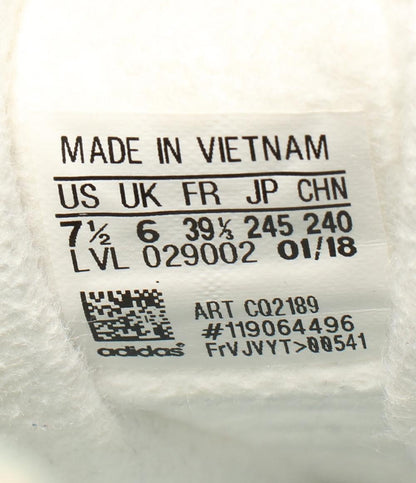 MADE IN VIETNAM
US UK FR JP CHN
7½ 6 39⅓ 245 240
LVL 029002 01/18
ART CQ2189
#119064496
adidas FrVJVYT>00541